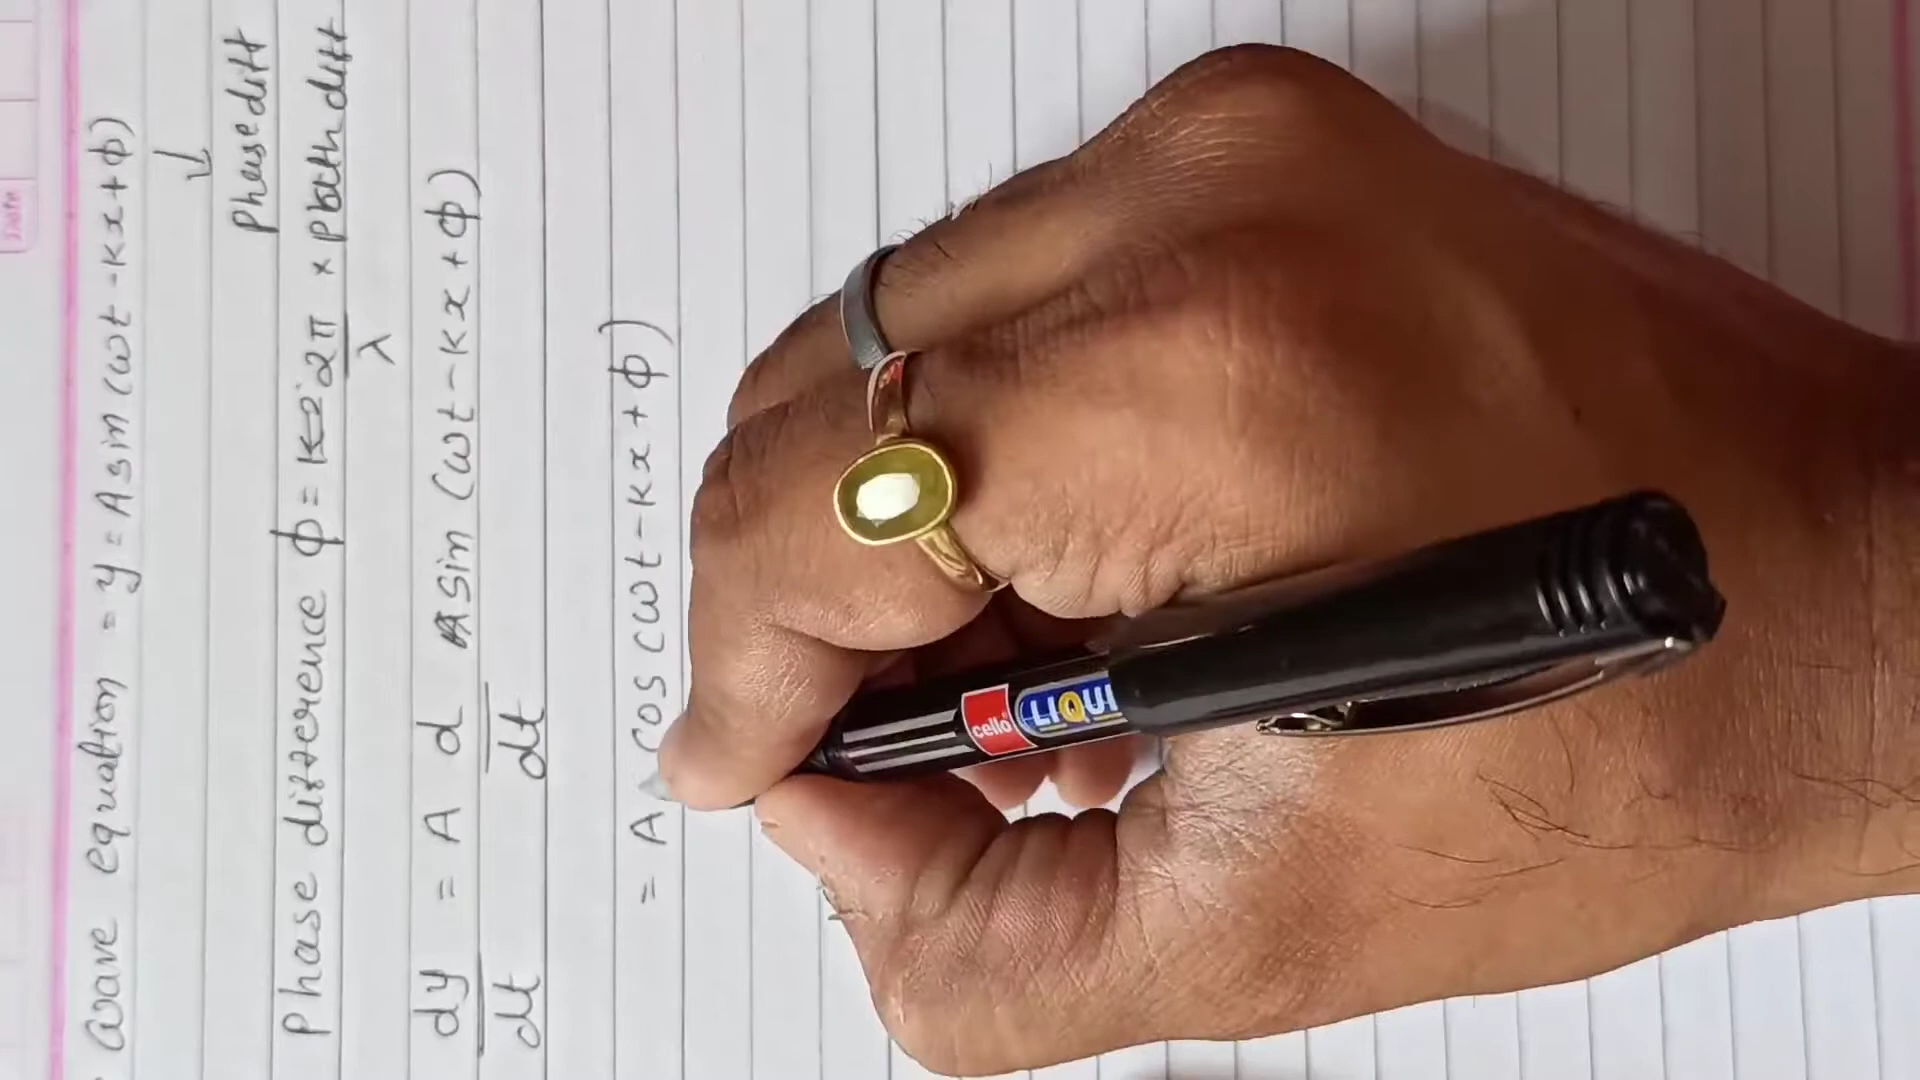 wave equation = y = A sin (ωt - kx + ϕ)
↓
Phase diff
Phase difference ϕ = k 2π/λ × Path diff
dy/dt = A d/dt A sin (ωt - kx + ϕ)
= A cos (ωt - kx + ϕ)
cello LIQUI
Date